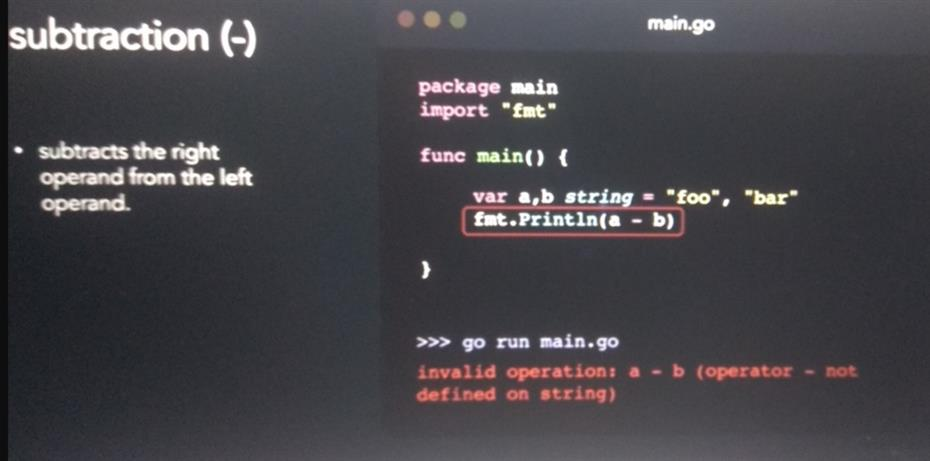 subtraction (-)
• subtracts the right
operand from the left
operand.
main.go
package main
import "fmt"
func main() {
var a,b string = "foo", "bar"
fmt.Println(a - b)
}
>>> go run main.go
invalid operation: a - b (operator - not
defined on string)